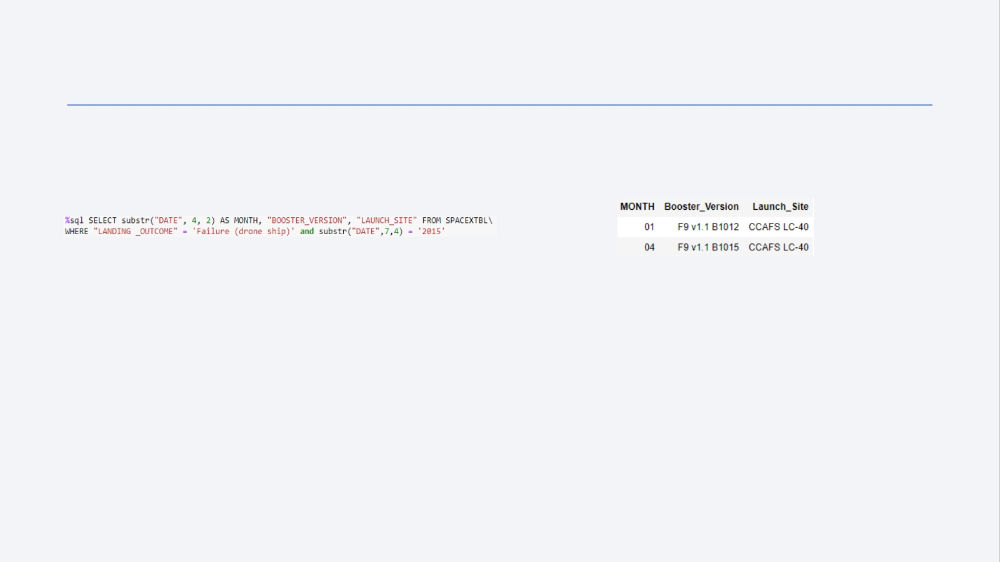 %sql SELECT substr("DATE", 4, 2) AS MONTH, "BOOSTER_VERSION", "LAUNCH_SITE" FROM SPACEXTBL\
WHERE "LANDING _OUTCOME" = 'Failure (drone ship)' and substr("DATE",7,4) = '2015'
MONTH Booster_Version Launch_Site
01 F9 v1.1 B1012 CCAFS LC-40
04 F9 v1.1 B1015 CCAFS LC-40